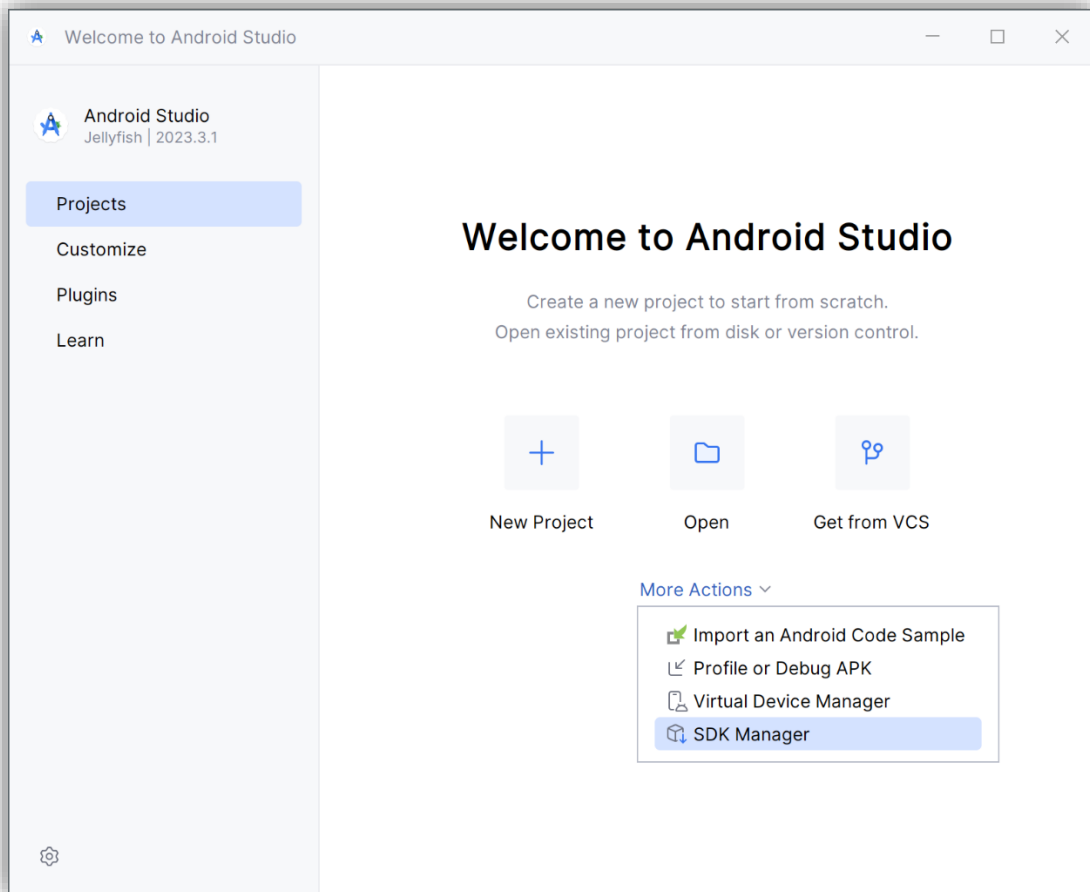 Welcome to Android Studio
Android Studio
Jellyfish | 2023.3.1
Projects
Customize
Plugins
Learn
Welcome to Android Studio
Create a new project to start from scratch.
Open existing project from disk or version control.
New Project
Open
Get from VCS
More Actions
Import an Android Code Sample
Profile or Debug APK
Virtual Device Manager
SDK Manager